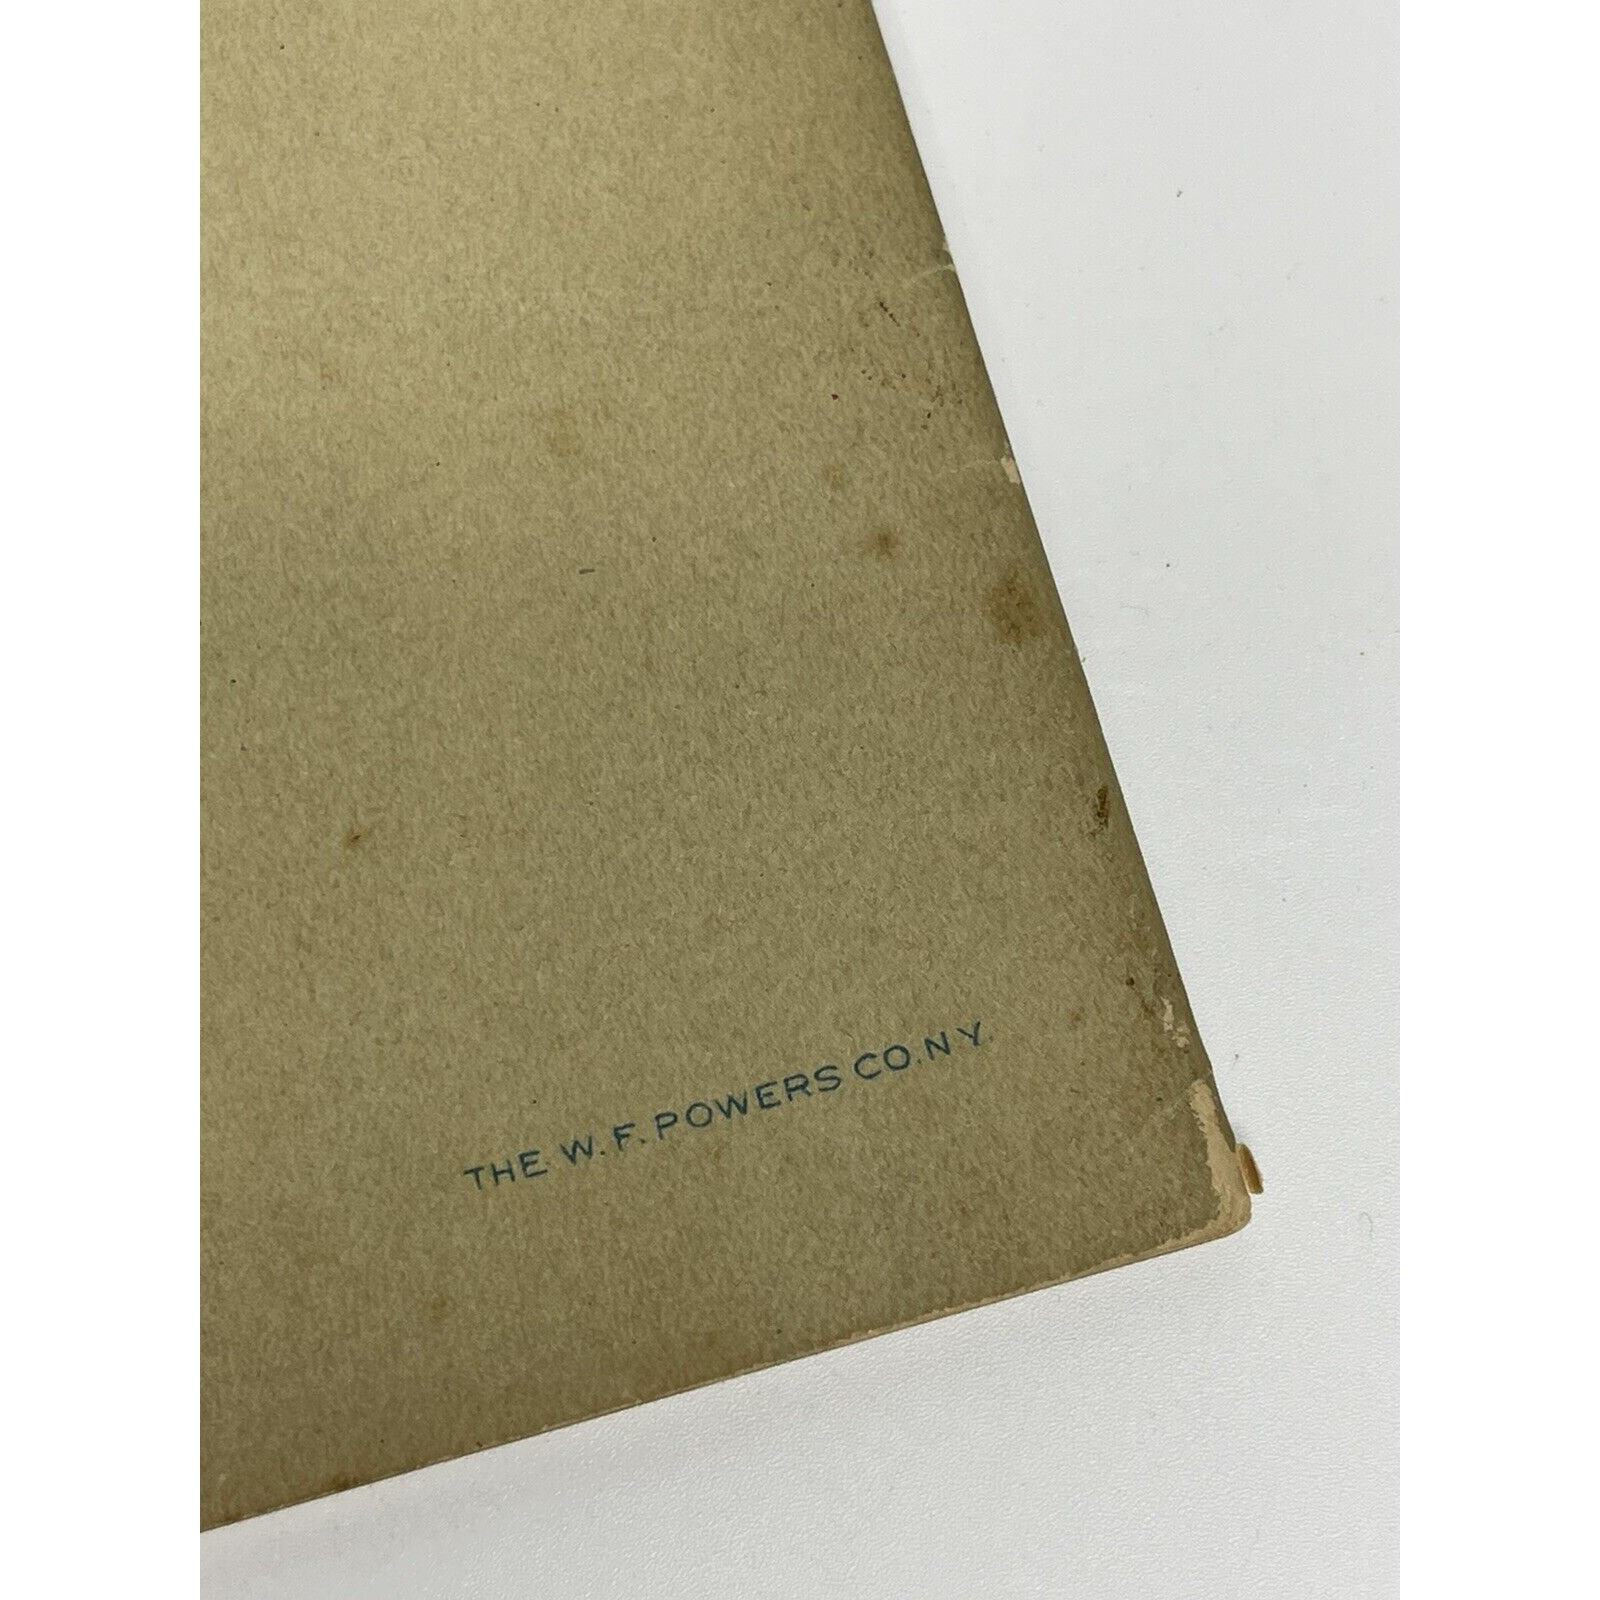 THE W.F. POWERS CO. N.Y.